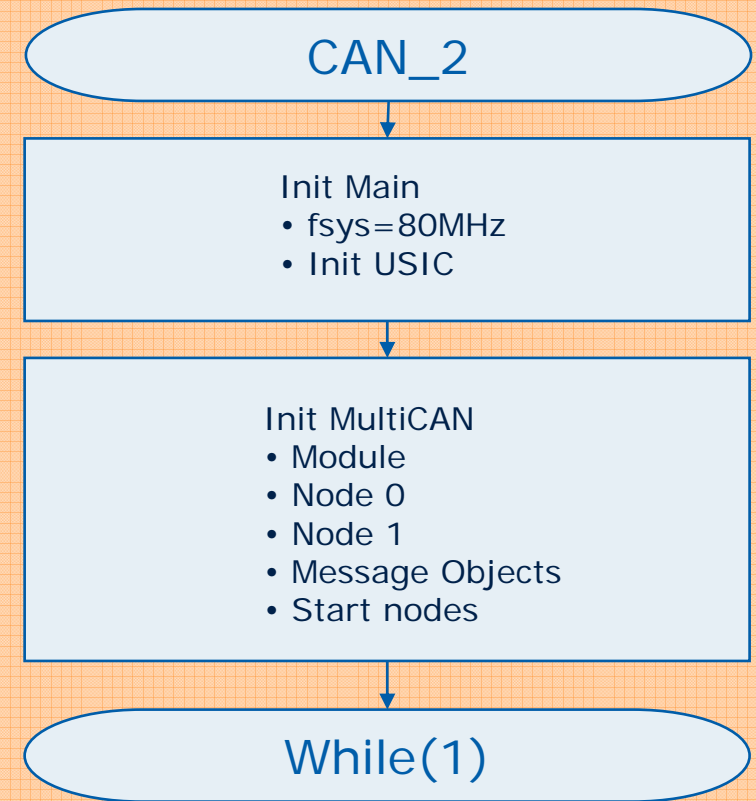 CAN_2
Init Main
• fsys=80MHz
• Init USIC
Init MultiCAN
• Module
• Node 0
• Node 1
• Message Objects
• Start nodes
While(1)